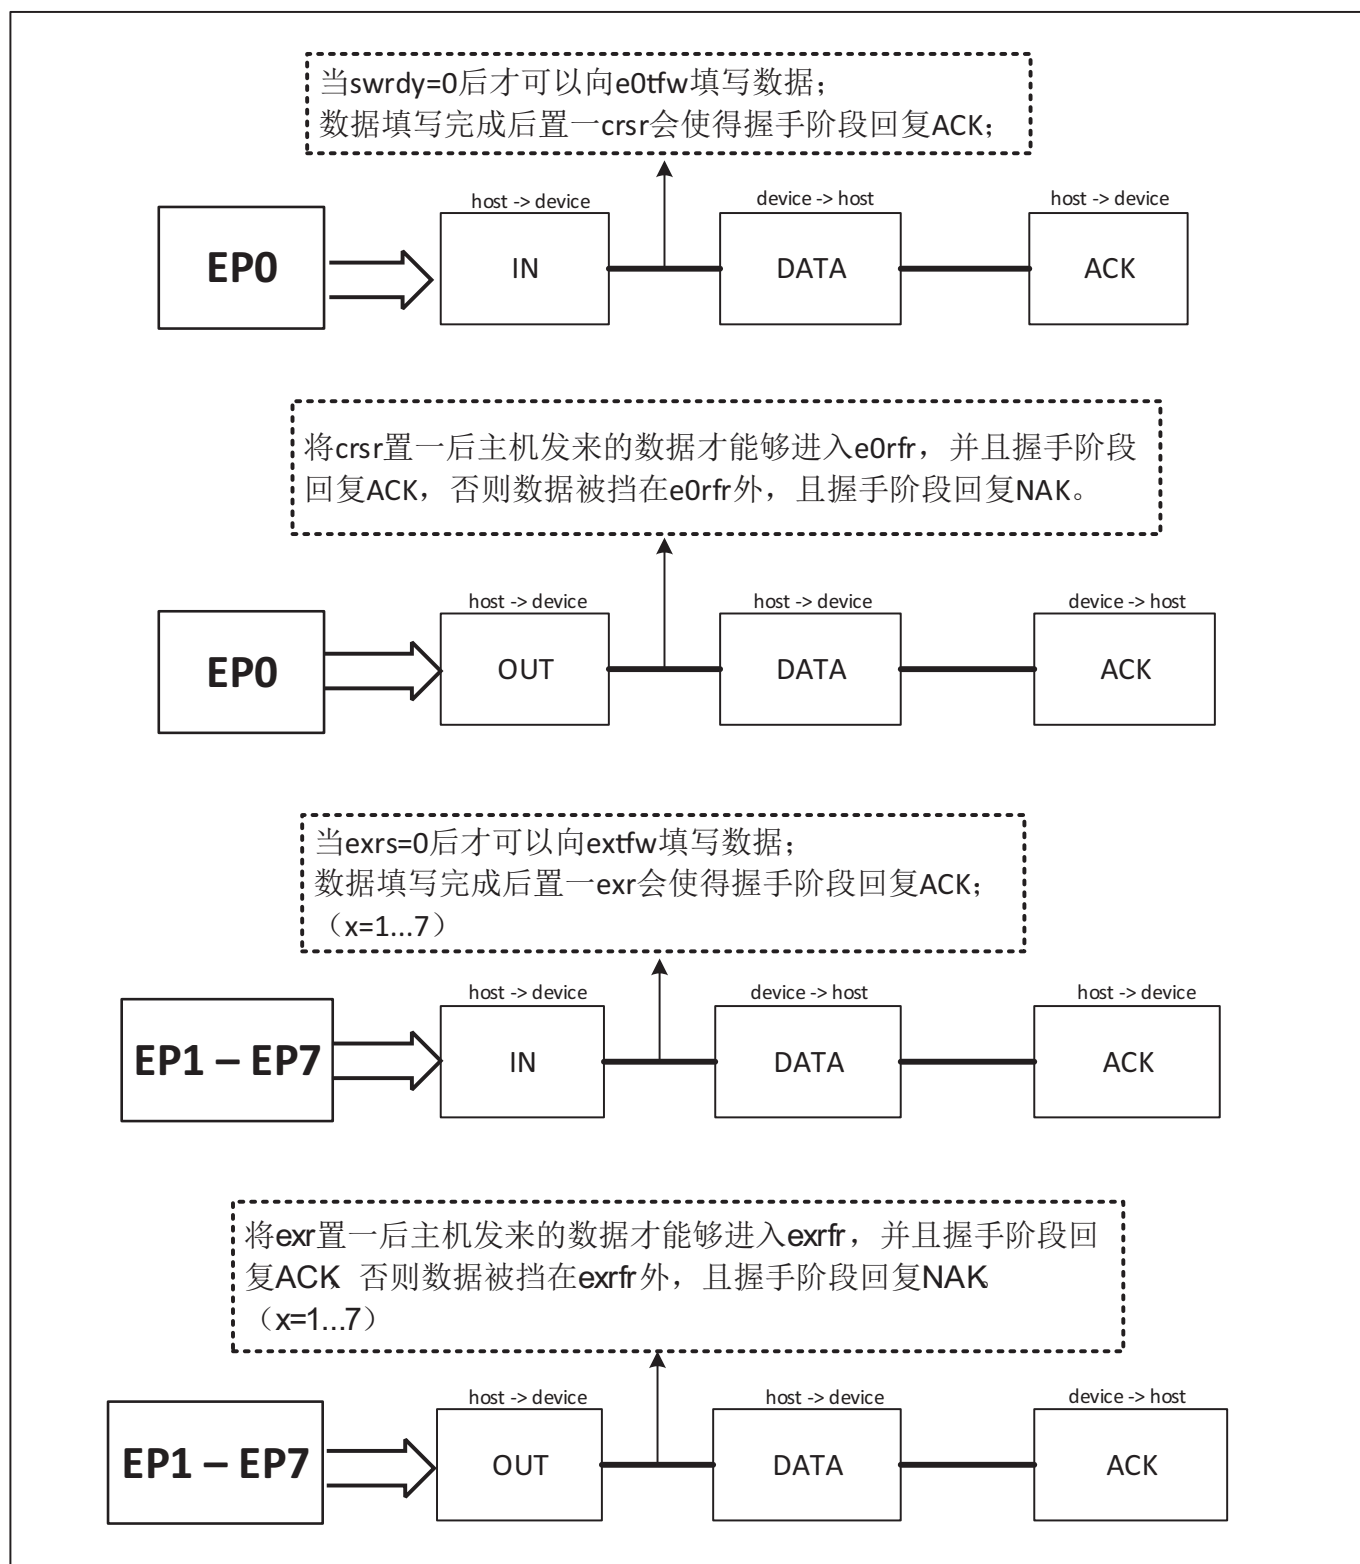 当swrdy=0后才可以向e0tfw填写数据；
数据填写完成后置一crsr会使得握手阶段回复ACK；
host -> device
device -> host
host -> device
EP0
IN
DATA
ACK
将crsr置一后主机发来的数据才能够进入e0rfr，并且握手阶段
回复ACK，否则数据被挡在e0rfr外，且握手阶段回复NAK。
host -> device
host -> device
device -> host
EP0
OUT
DATA
ACK
当exrs=0后才可以向extfw填写数据；
数据填写完成后置一exr会使得握手阶段回复ACK；
（x=1...7）
host -> device
device -> host
host -> device
EP1 – EP7
IN
DATA
ACK
将exr置一后主机发来的数据才能够进入exrfr，并且握手阶段回
复ACK，否则数据被挡在exrfr外，且握手阶段回复NAK。
（x=1...7）
host -> device
host -> device
device -> host
EP1 – EP7
OUT
DATA
ACK